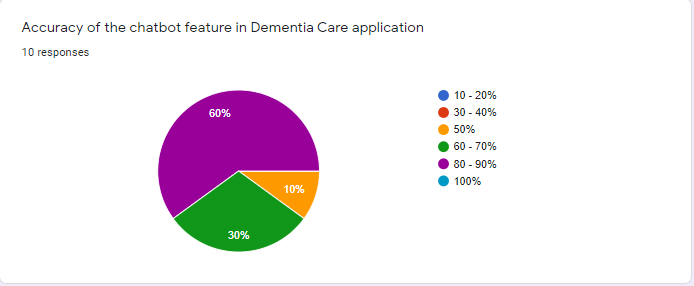 Accuracy of the chatbot feature in Dementia Care application
10 responses
60%
10%
30%
10 - 20%
30 - 40%
50%
60 - 70%
80 - 90%
100%